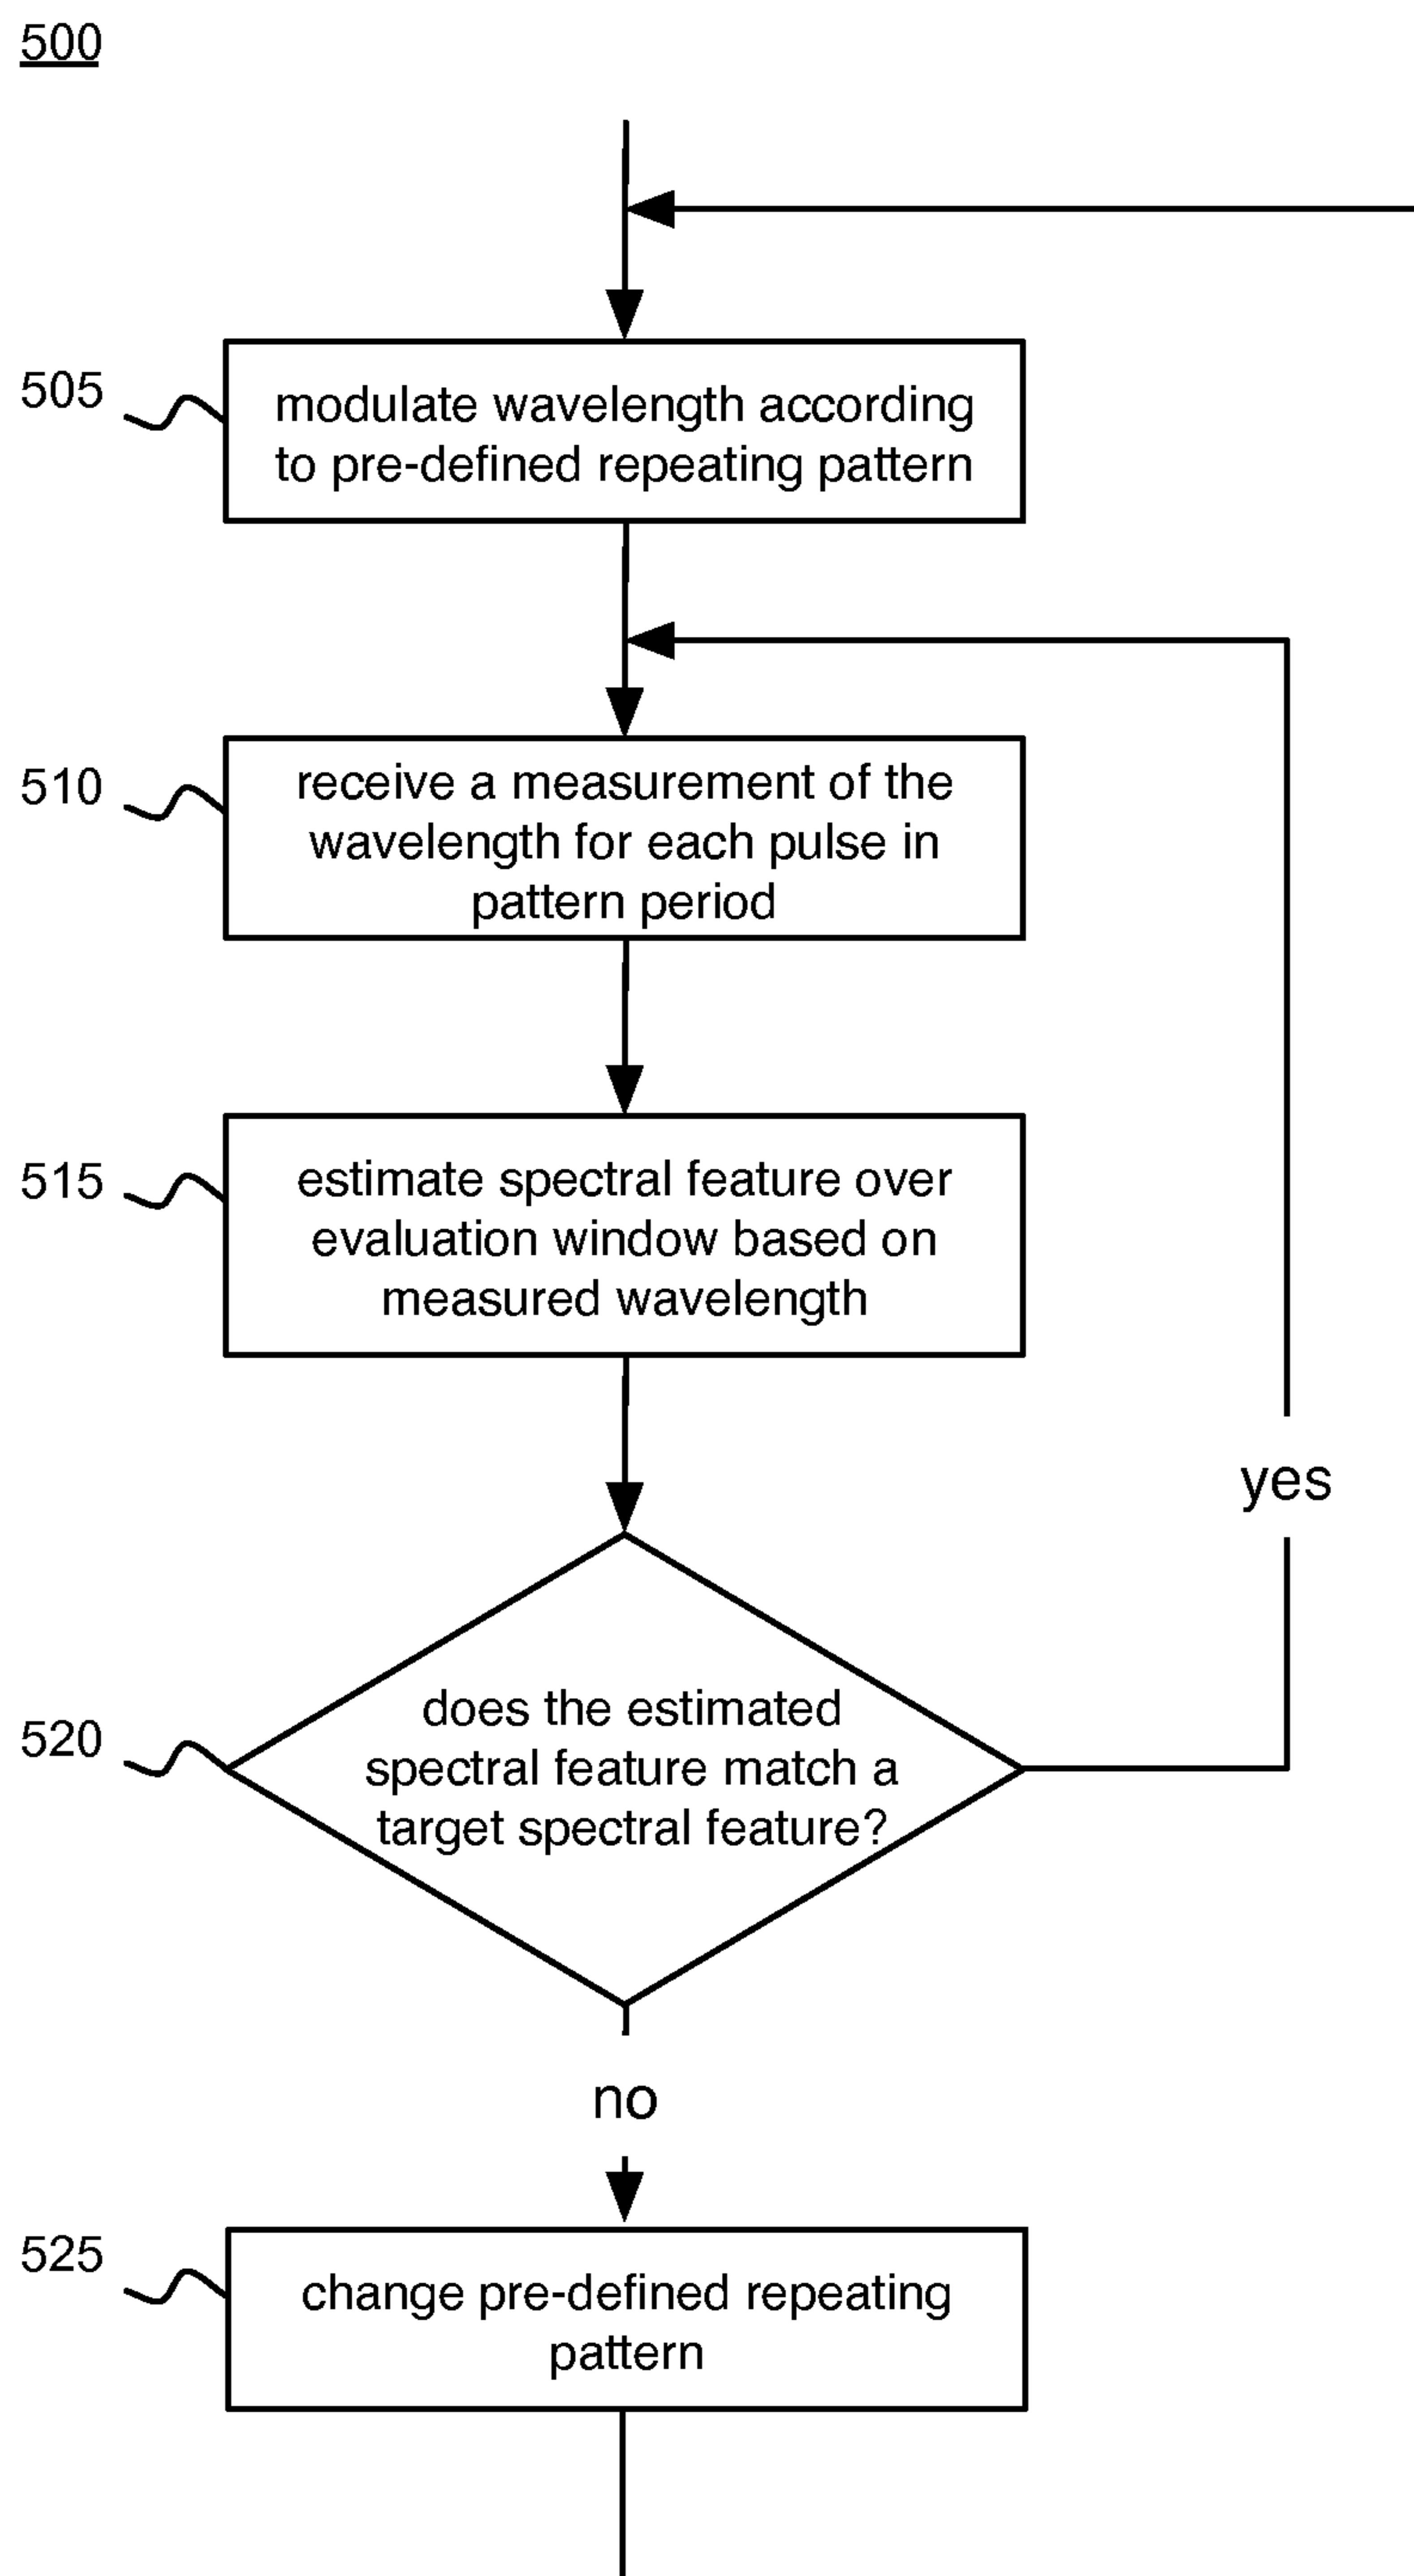 500
505
modulate wavelength according
to pre-defined repeating pattern
510
receive a measurement of the
wavelength for each pulse in
pattern period
515
estimate spectral feature over
evaluation window based on
measured wavelength
yes
520
does the estimated
spectral feature match a
target spectral feature?
no
525
change pre-defined repeating
pattern